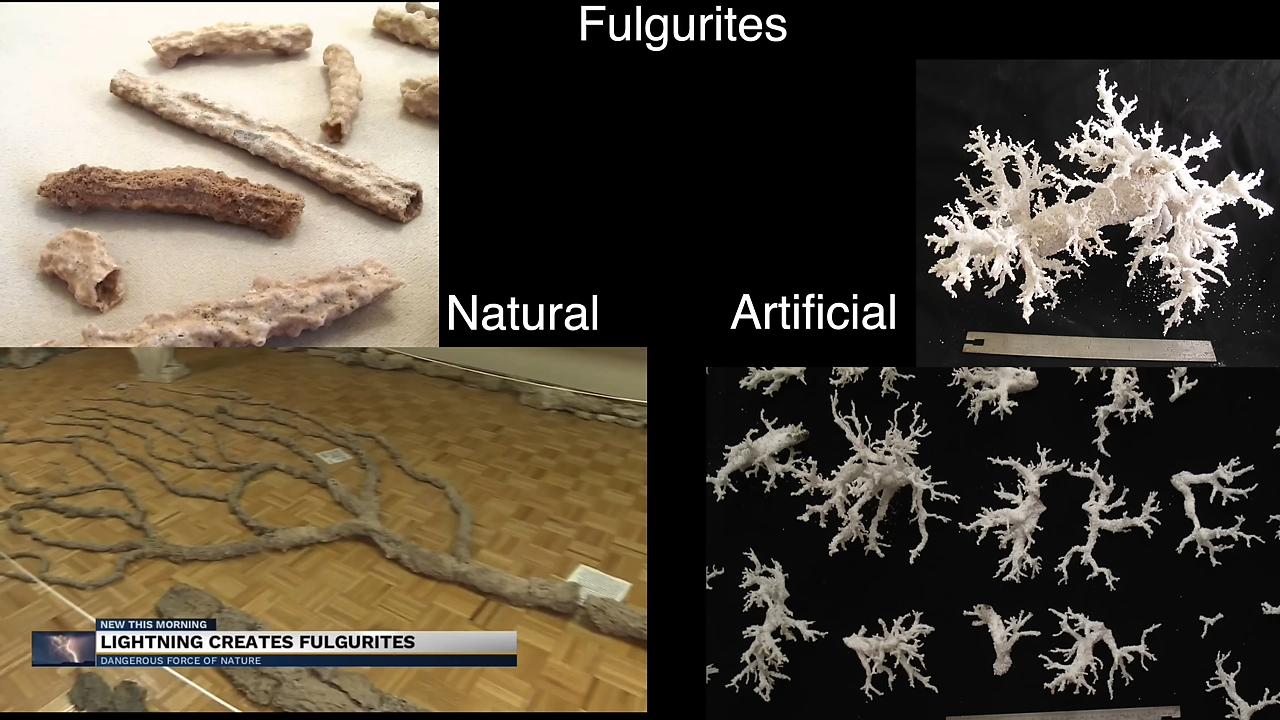 Fulgurites
Natural
Artificial
NEW THIS MORNING
LIGHTNING CREATES FULGURITES
DANGEROUS FORCE OF NATURE